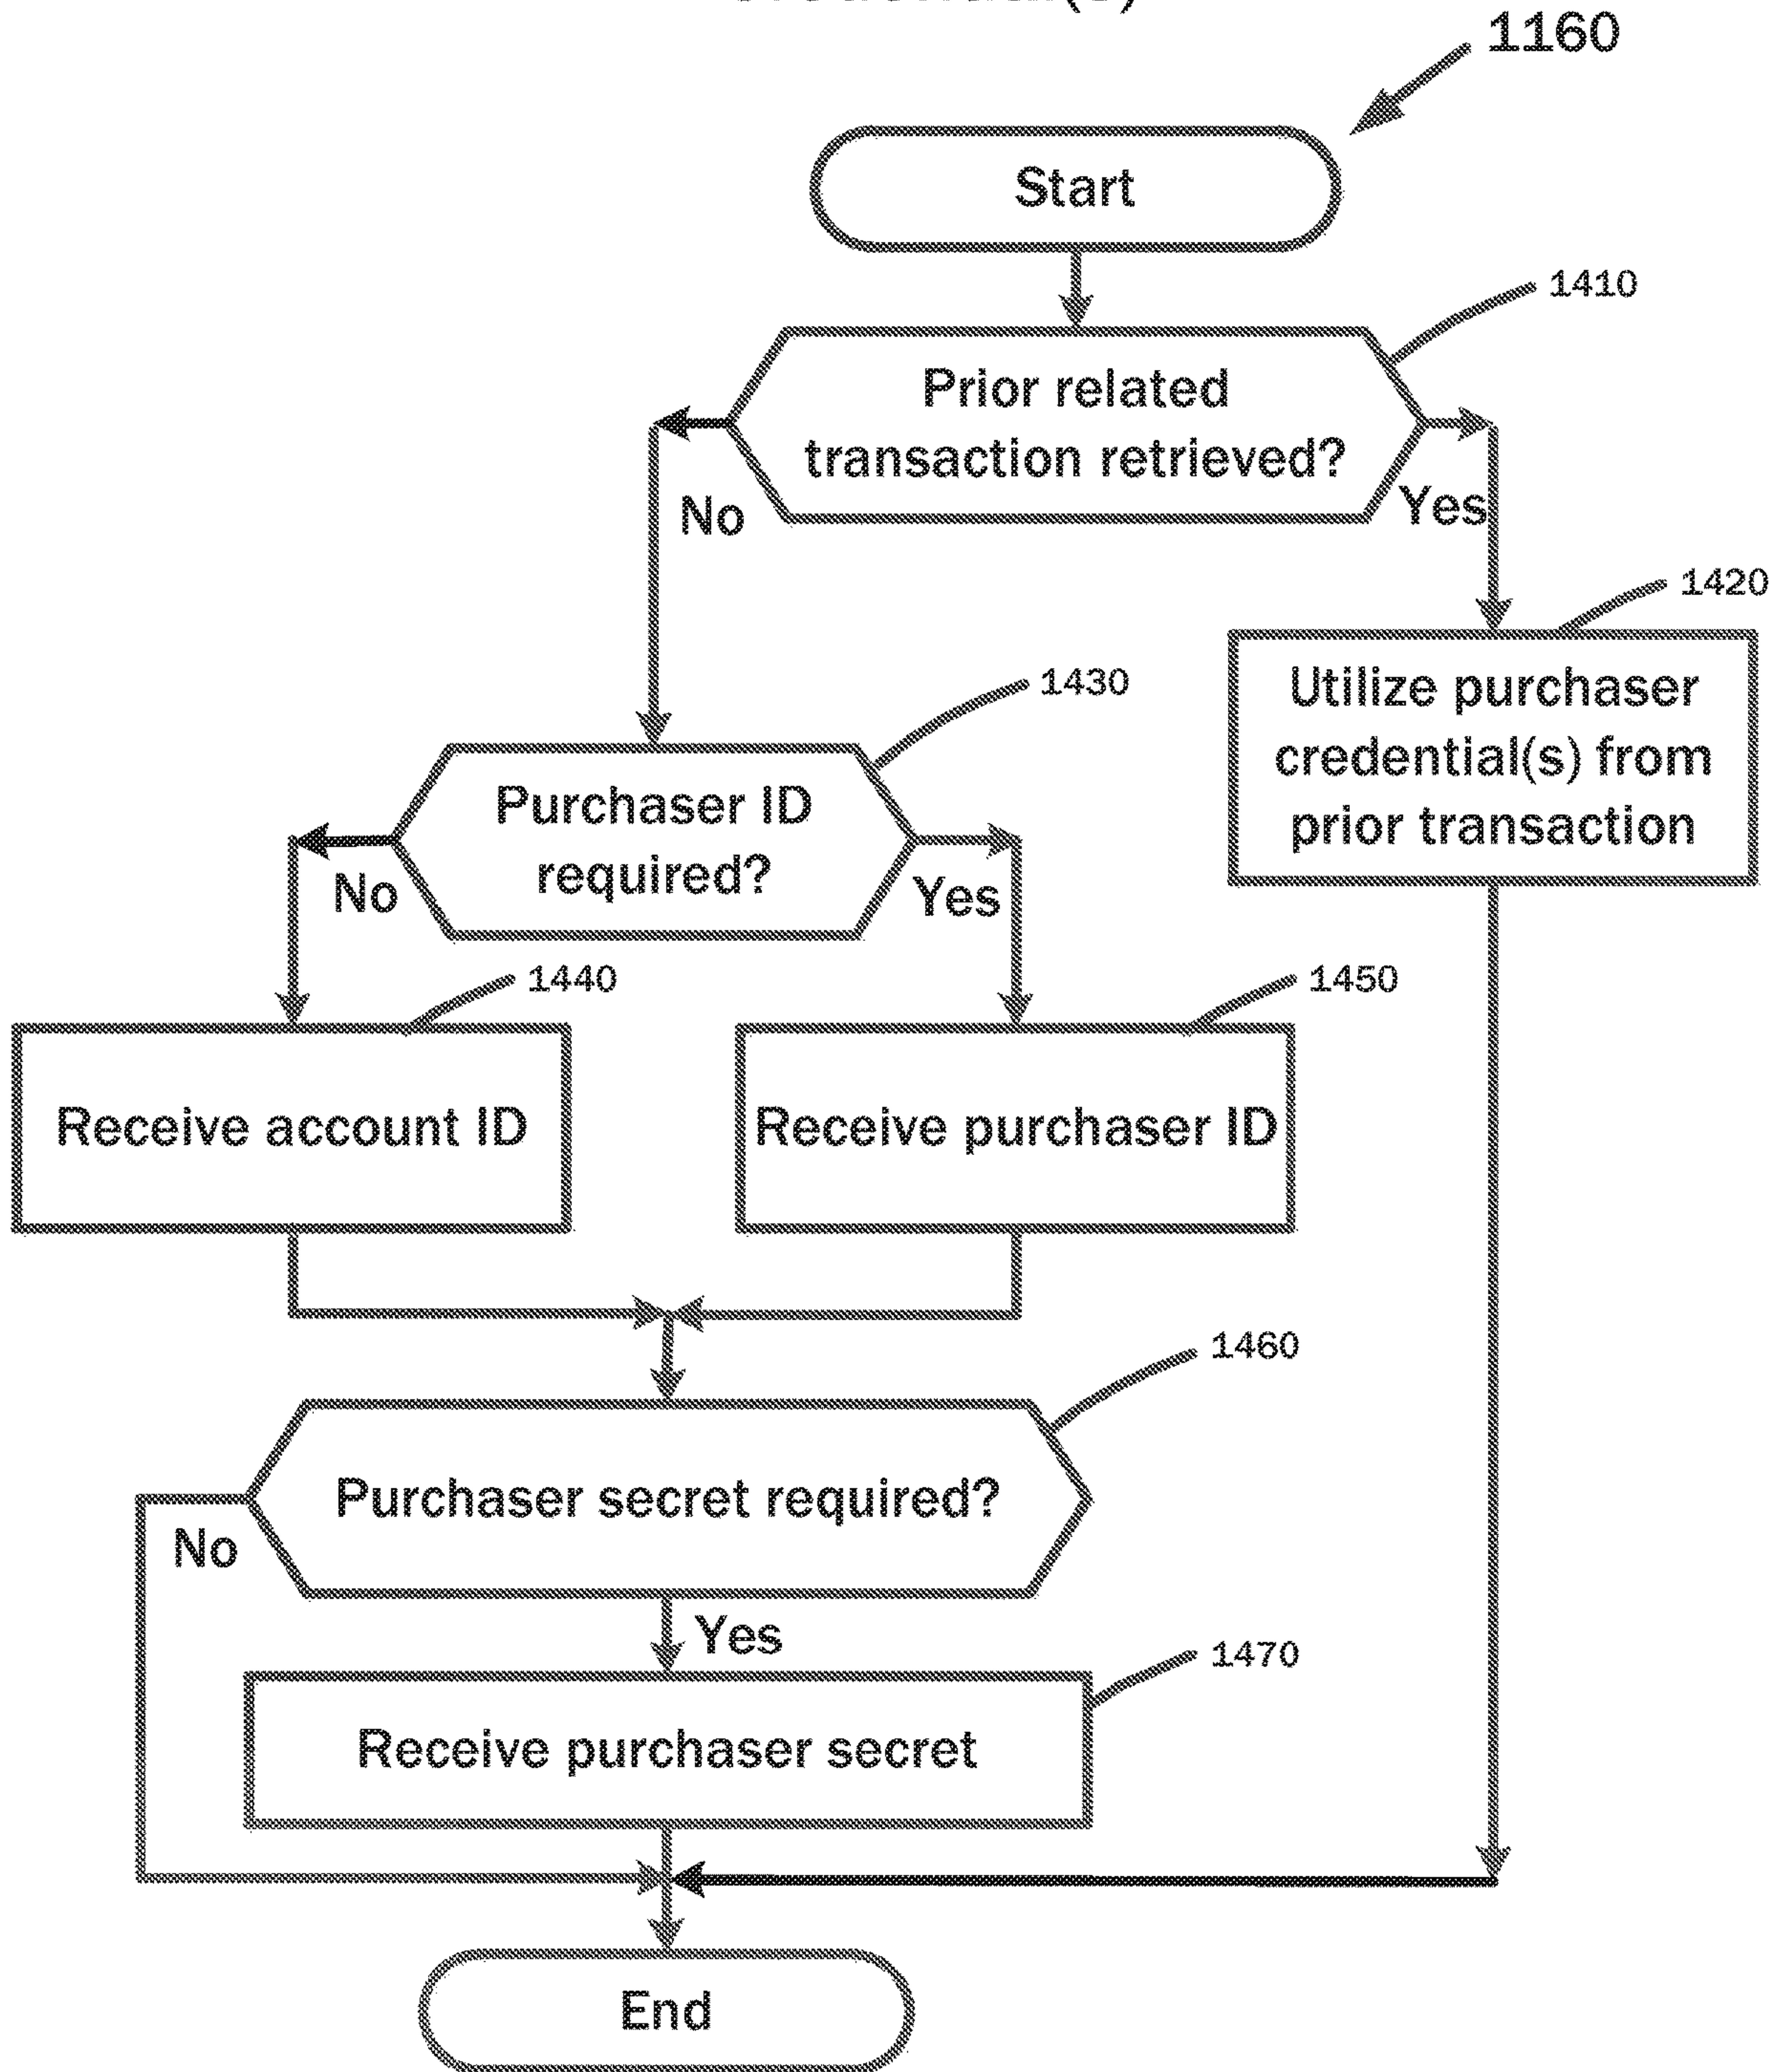 1160
Start
1410
Prior related
transaction retrieved?
No
Yes
1420
Utilize purchaser
credential(s) from
prior transaction
1430
Purchaser ID
required?
No
Yes
1440
1450
Receive account ID
Receive purchaser ID
1460
Purchaser secret required?
No
Yes
1470
Receive purchaser secret
End